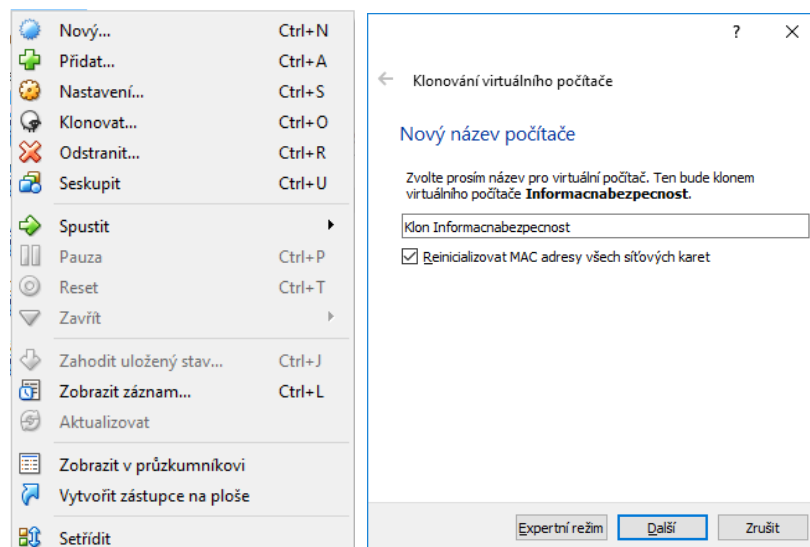 Nový... Ctrl+N
Přidat... Ctrl+A
Nastavení... Ctrl+S
Klonovat... Ctrl+O
Odstranit... Ctrl+R
Seskupit Ctrl+U
Spustit
Pauza Ctrl+P
Reset Ctrl+T
Zavřít
Zahodit uložený stav... Ctrl+J
Zobrazit záznam... Ctrl+L
Aktualizovat
Zobrazit v průzkumníkovi
Vytvořit zástupce na ploše
Setřídit
Klonování virtuálního počítače
Nový název počítače
Zvolte prosím název pro virtuální počítač. Ten bude klonem
virtuálního počítače Informacnabezpecnost.
Klon Informacnabezpecnost
Reinicializovat MAC adresy všech síťových karet
Expertní režim Další Zrušit